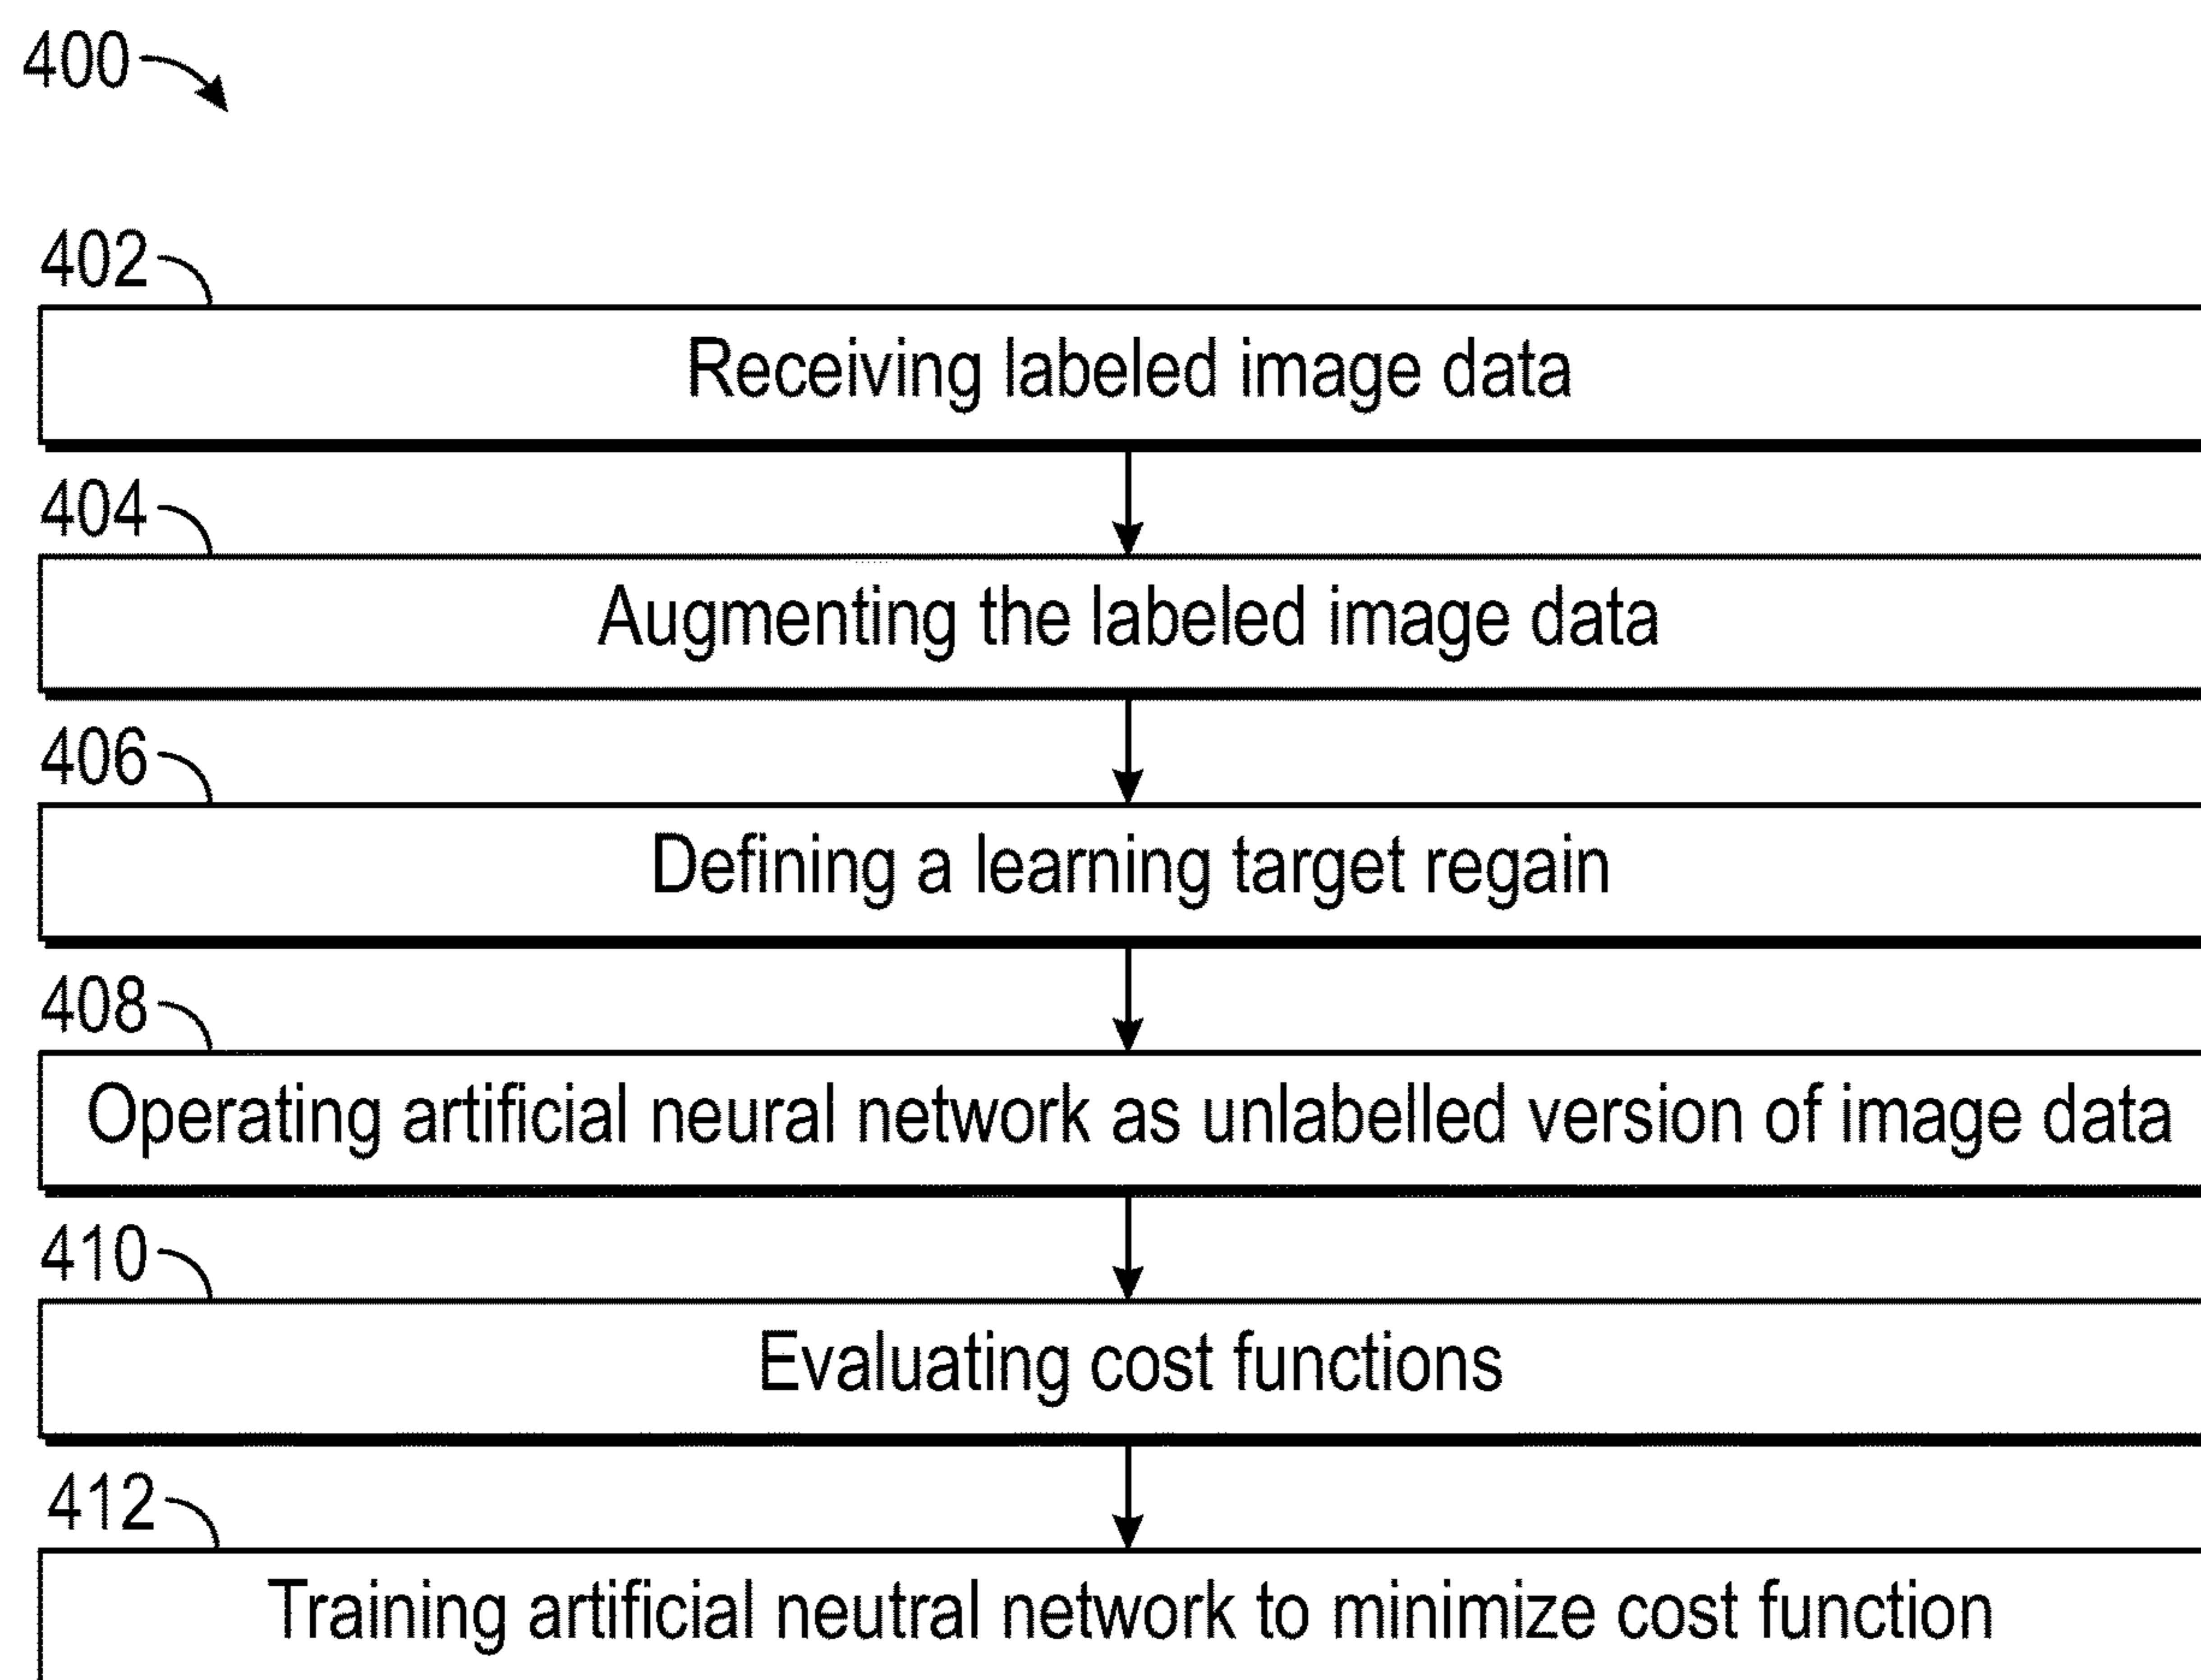 400
402
Receiving labeled image data
404
Augmenting the labeled image data
406
Defining a learning target regain
408
Operating artificial neural network as unlabelled version of image data
410
Evaluating cost functions
412
Training artificial neutral network to minimize cost function